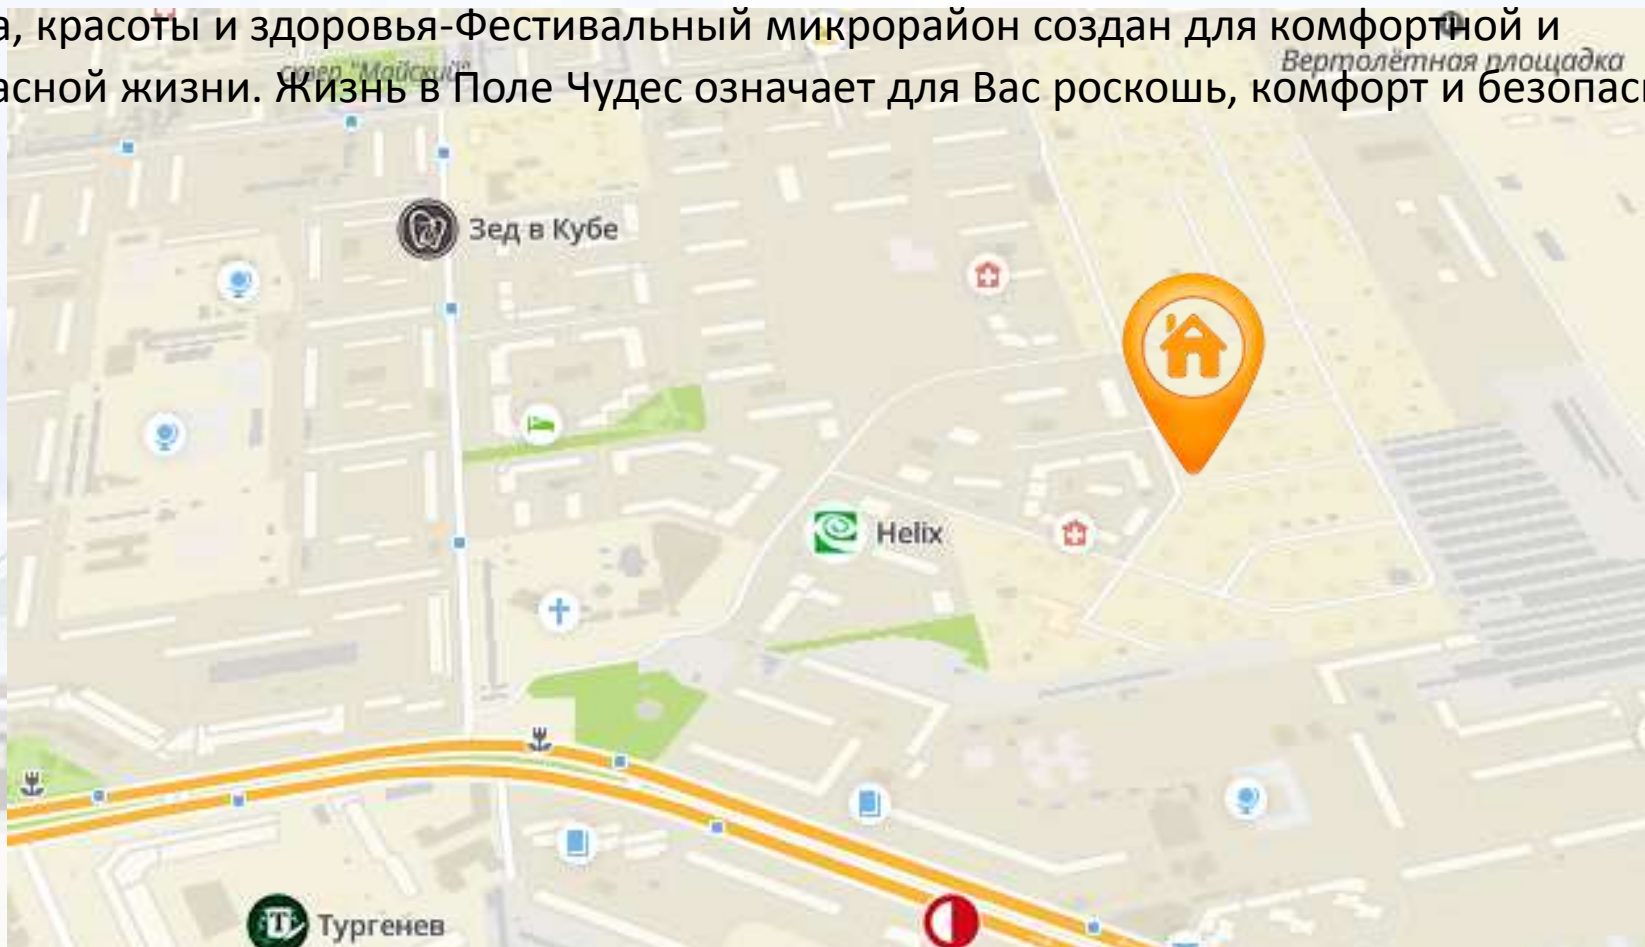 а, красоты и здоровья-Фестивальный микрорайон создан для комфортной и
сквер "Майский"
Вертолётная площадка
асной жизни. Жизнь в Поле Чудес означает для Вас роскошь, комфорт и безопас
Зед в Кубе
Helix
Тургенев